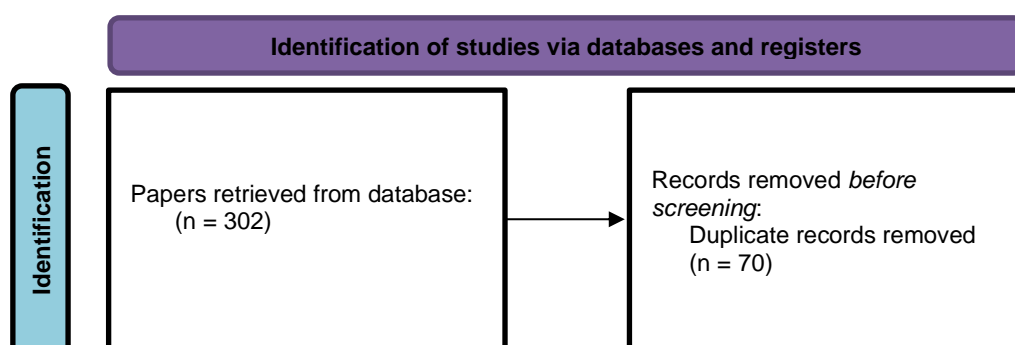 Identification of studies via databases and registers
Identification
Papers retrieved from database:
(n = 302)
Records removed before
screening:
Duplicate records removed
(n = 70)